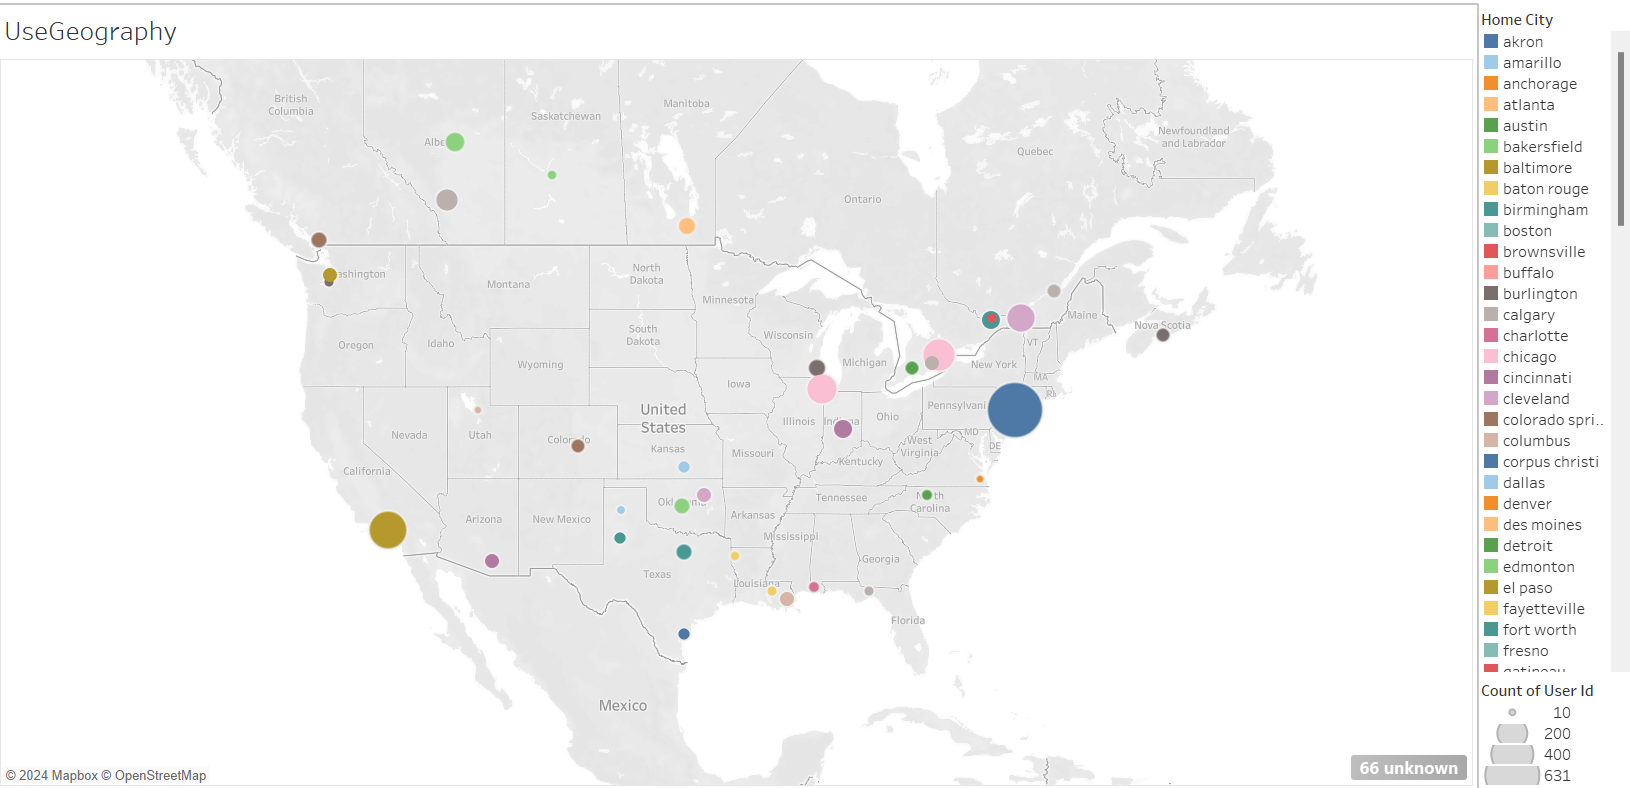 UseGeography
British
Columbia
Manitoba
Saskatchewan
Newfoundland
and Labrador
Quebec
Ontario
North
Dakota
Montana
Minnesota
Maine
Nova Scotia
Wisconsin
South
Dakota
Oregon
Idaho
VT
Michigan
Wyoming
New York
MA
RI
Iowa
Pennsylvani
United
States
Illinois
Ohio
Nevada
Utah
MD
DE
West
Virginia
Kansas
Missouri
California
Kentucky
Tennessee
North
Carolina
Arizona
New Mexico
Arkansas
Mississippi
Georgia
Texas
Louisiana
Florida
Mexico
© 2024 Mapbox © OpenStreetMap
66 unknown
Home City
akron
amarillo
anchorage
atlanta
austin
bakersfield
baltimore
baton rouge
birmingham
boston
brownsville
buffalo
burlington
calgary
charlotte
chicago
cincinnati
cleveland
colorado spri..
columbus
corpus christi
dallas
denver
des moines
detroit
edmonton
el paso
fayetteville
fort worth
fresno
gatineau
Count of User Id
10
200
400
631